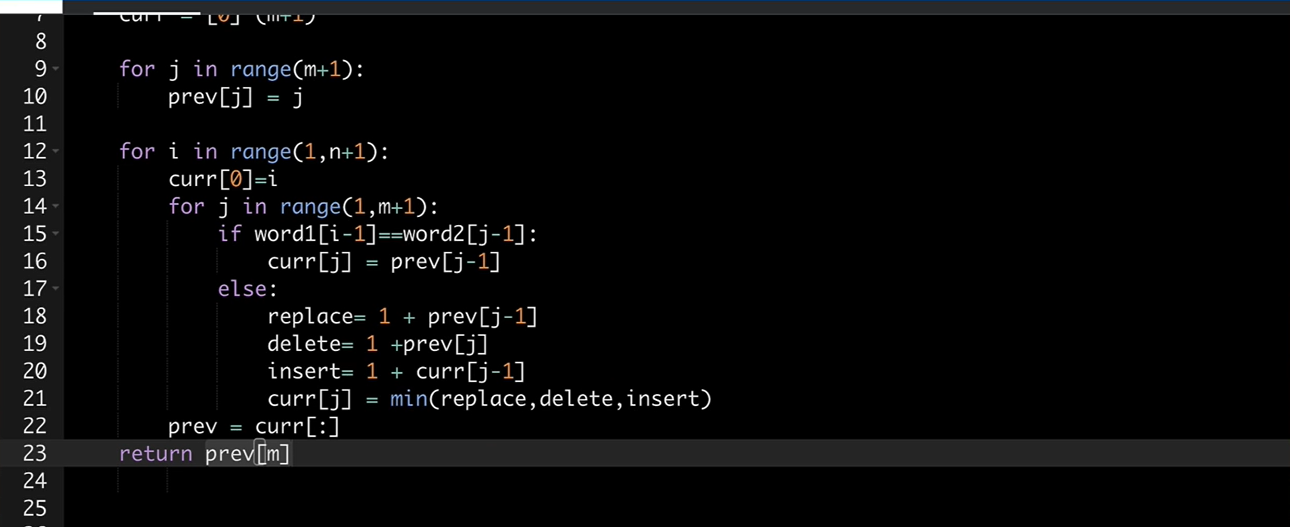 7 curr = [0]*(m+1)
8
9 for j in range(m+1):
10 prev[j] = j
11
12 for i in range(1,n+1):
13 curr[0]=i
14 for j in range(1,m+1):
15 if word1[i-1]==word2[j-1]:
16 curr[j] = prev[j-1]
17 else:
18 replace= 1 + prev[j-1]
19 delete= 1 +prev[j]
20 insert= 1 + curr[j-1]
21 curr[j] = min(replace,delete,insert)
22 prev = curr[:]
23 return prev[m]
24
25